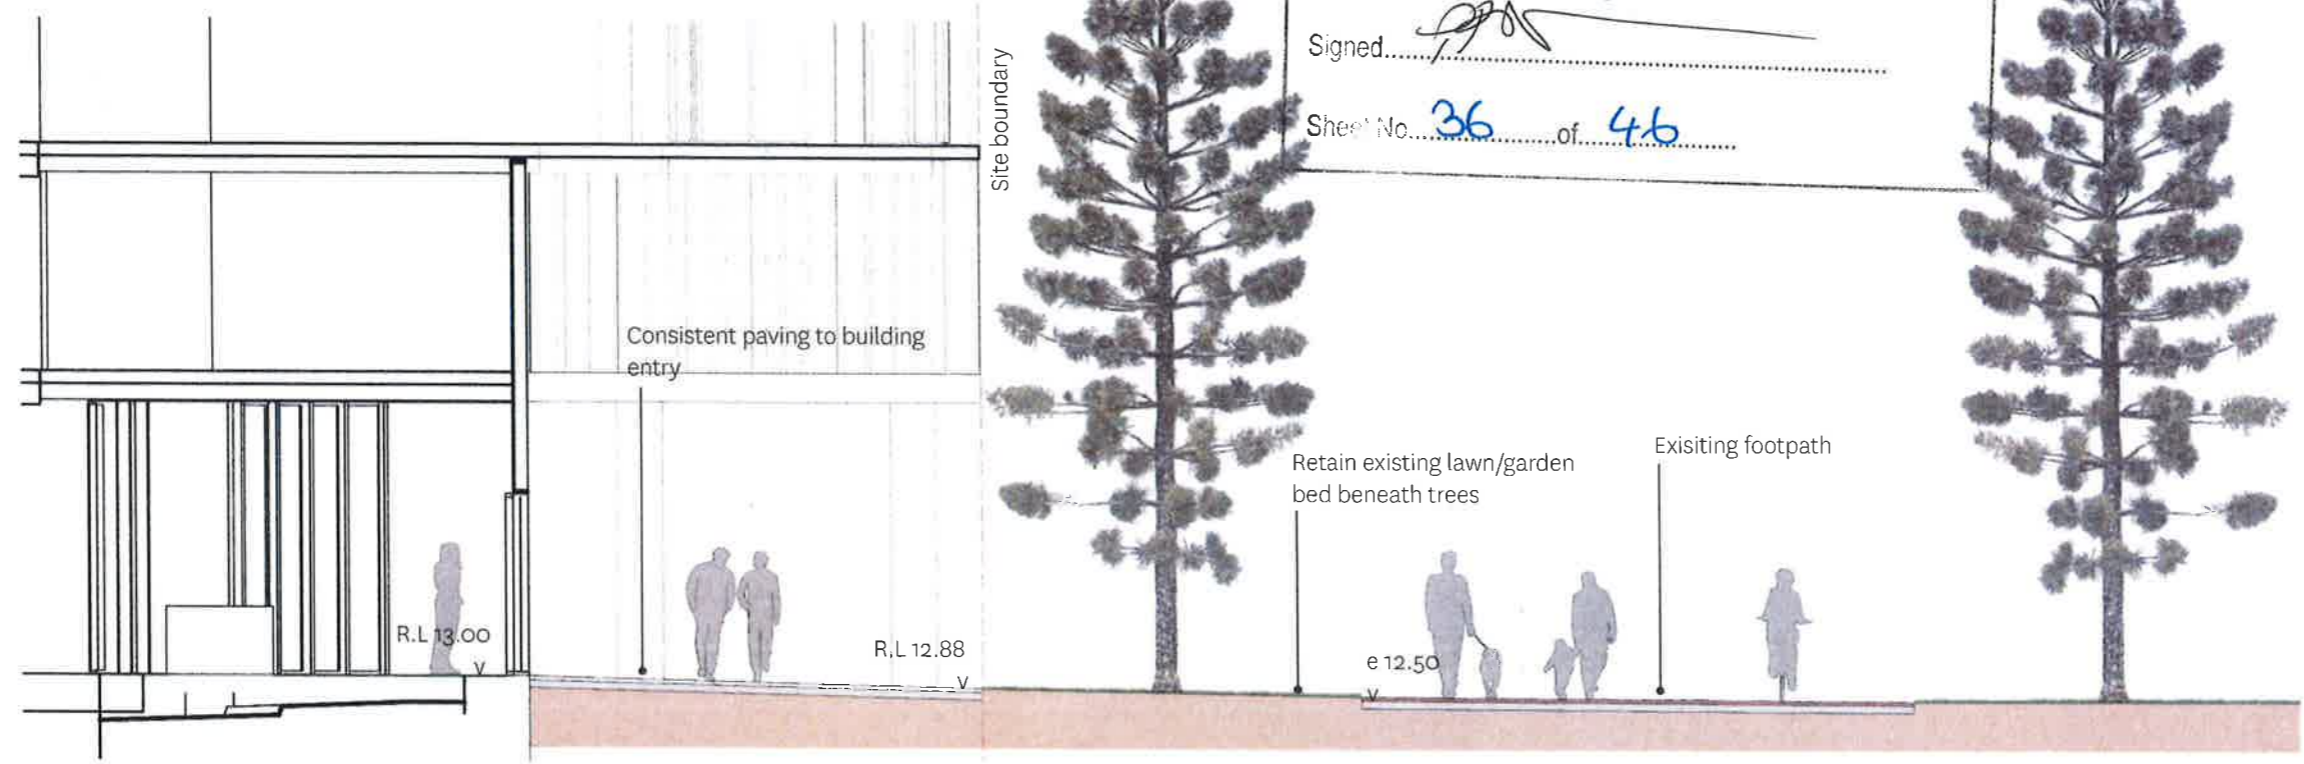 Signed
Sheet No. 36 of 46
Site boundary
Consistent paving to building
entry
Retain existing lawn/garden
bed beneath trees
Exisiting footpath
R.L 13.00
R.L 12.88
e 12.50